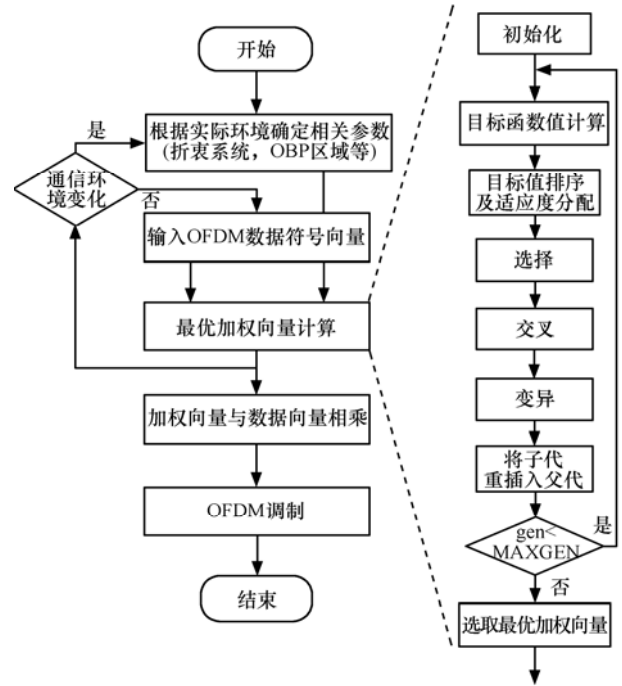 开始
根据实际环境确定相关参数
(折衷系统，OBP区域等)
是
通信环
境变化
否
输入OFDM数据符号向量
最优加权向量计算
加权向量与数据向量相乘
OFDM调制
结束
初始化
目标函数值计算
目标值排序
及适应度分配
选择
交叉
变异
将子代
重插入父代
gen<
MAXGEN
是
否
选取最优加权向量